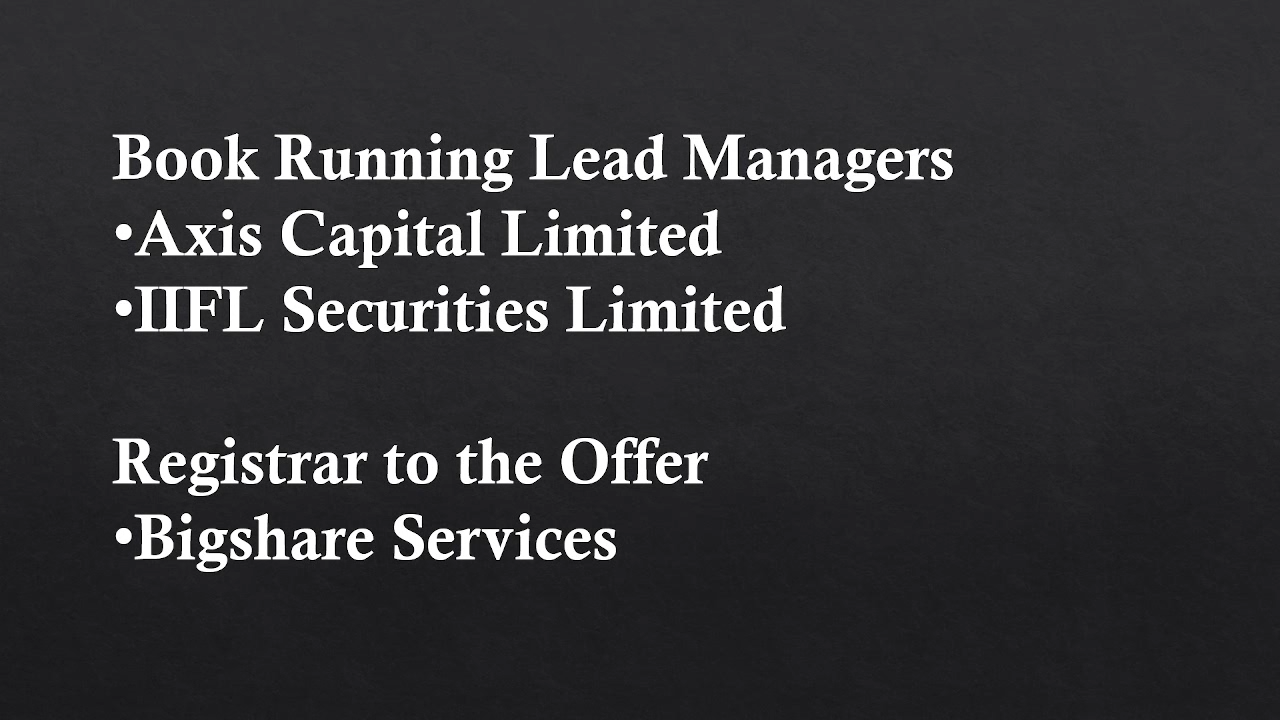 Book Running Lead Managers
•Axis Capital Limited
•IIFL Securities Limited
Registrar to the Offer
•Bigshare Services